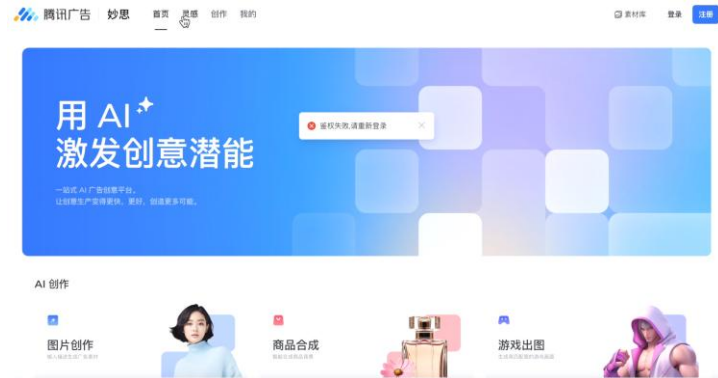 腾讯广告 妙思 首页 灵感 创作 我的 素材库 登录 注册
用 AI
激发创意潜能
鉴权失败,请重新登录
一站式 AI 广告创意平台。
让创意生产变得更快、更好，创造更多可能。
AI 创作
图片创作 商品合成 游戏出图